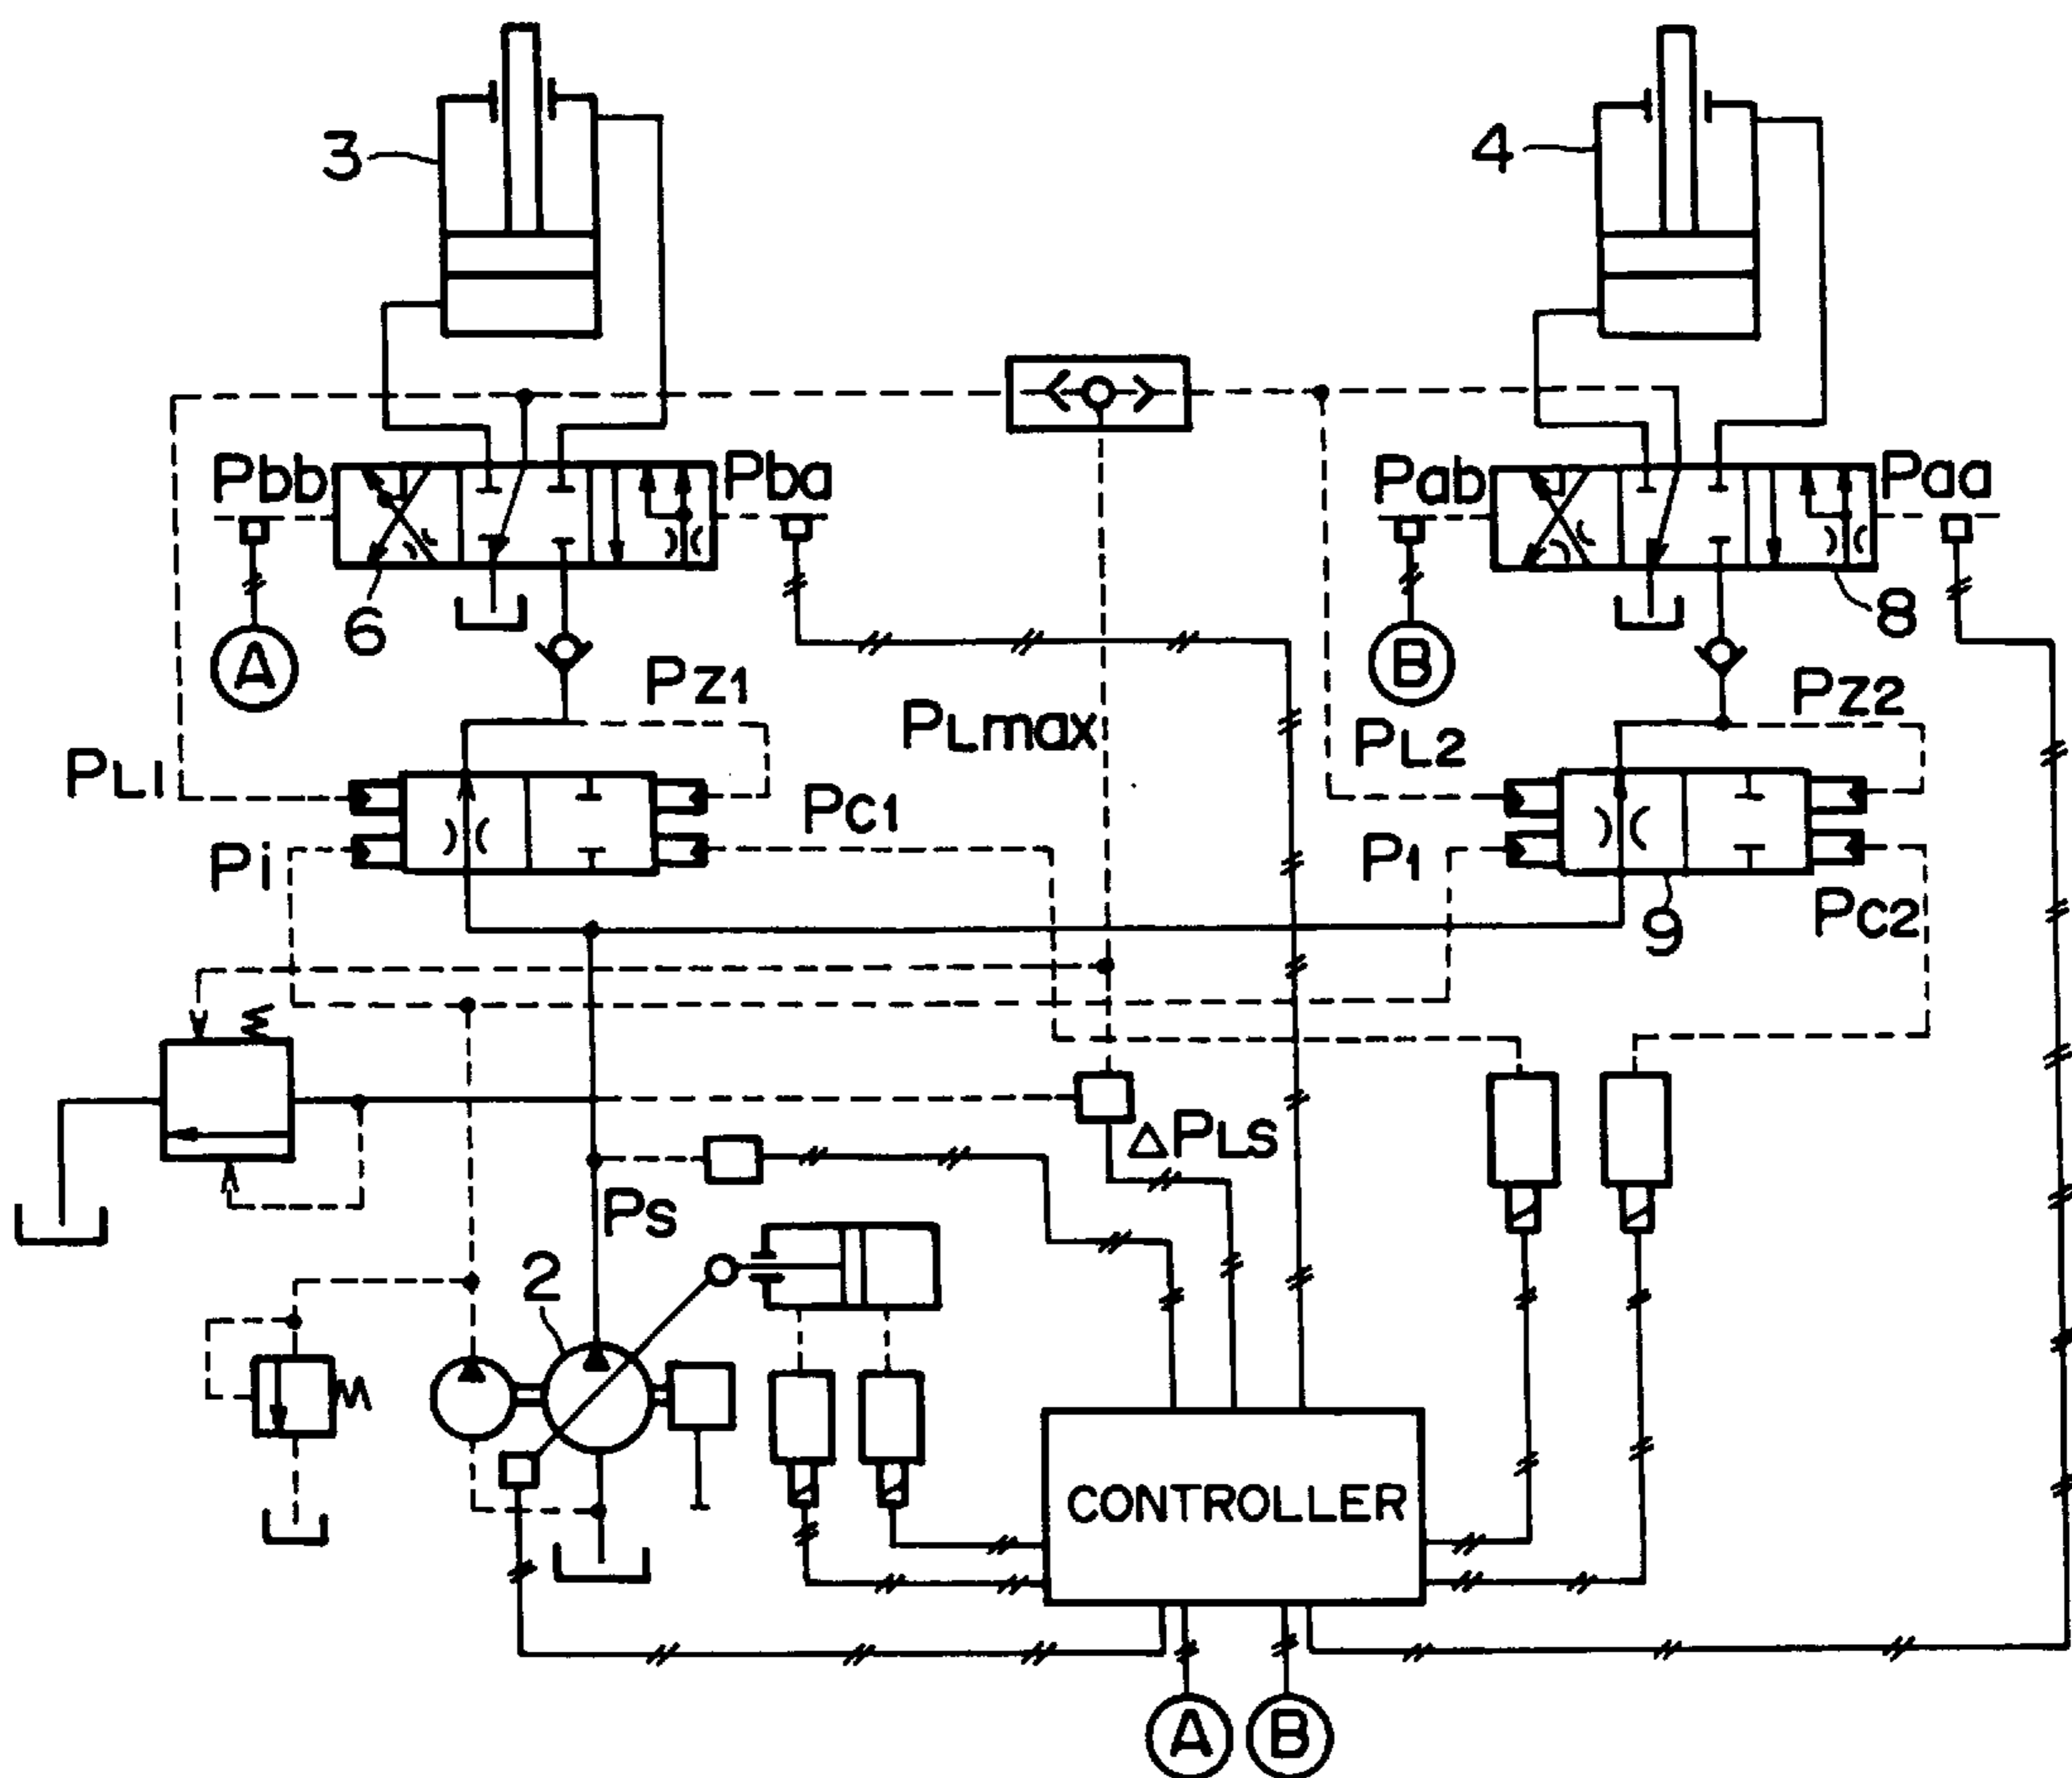 3
4
Pbb
Pba
Pab
Paa
6
8
A
B
PZ1
PZ2
PLmax
PL2
PL1
PC1
Pi
P1
PC2
9
ΔPLS
PS
2
CONTROLLER
A
B